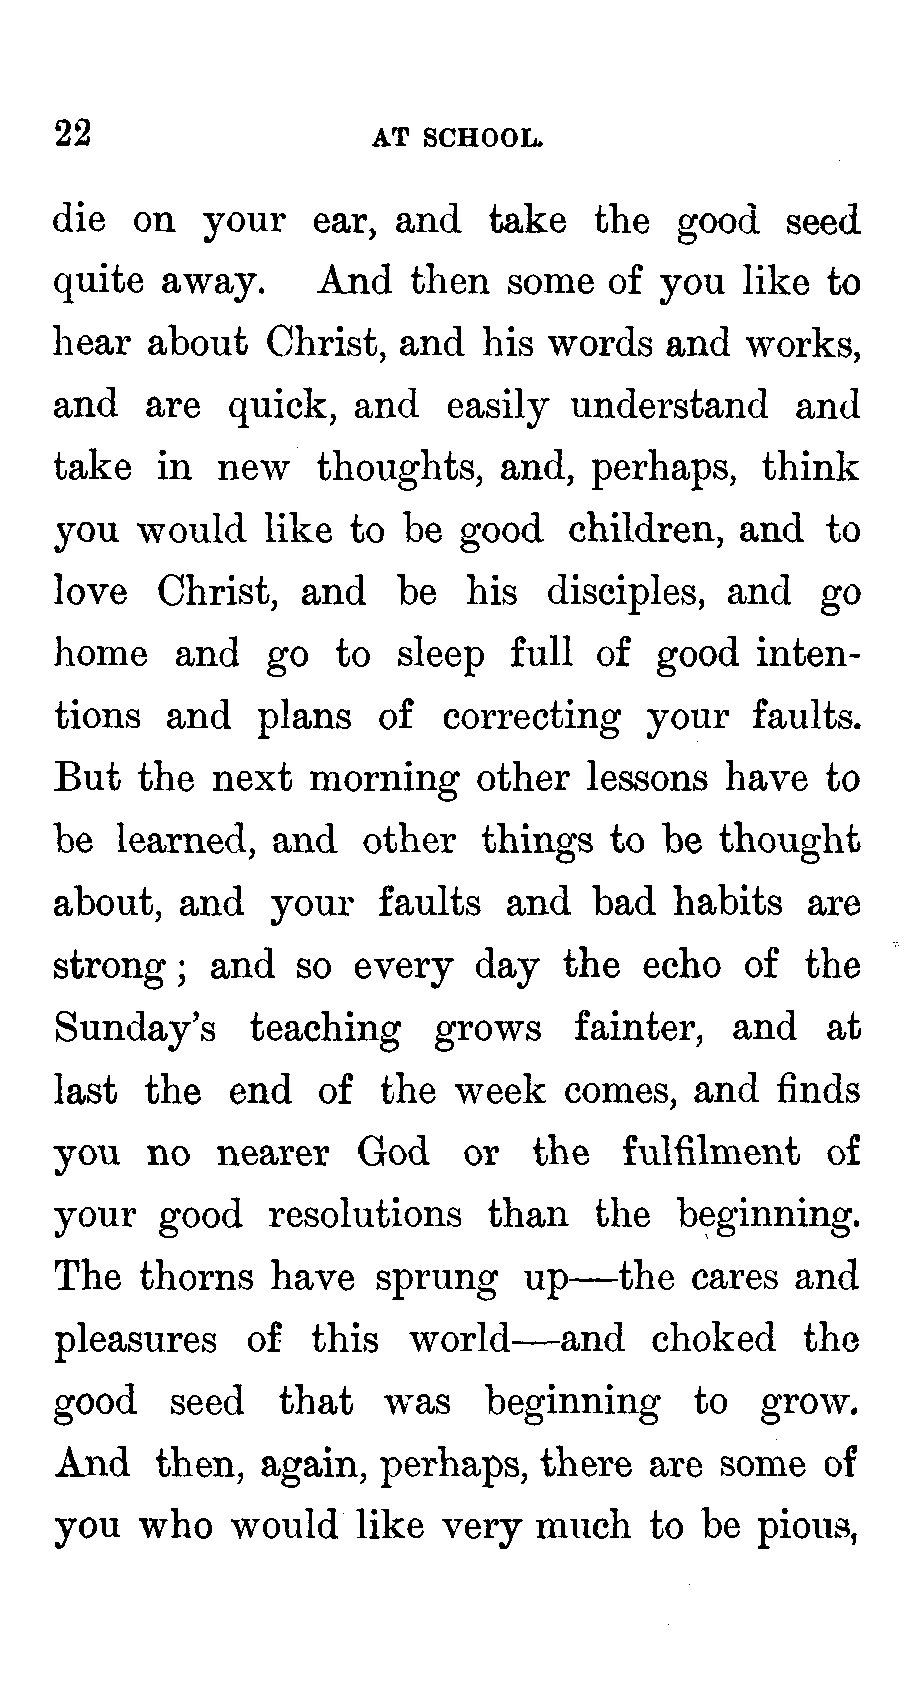 22 AT SCHOOL.
die on your ear, and take the good seed
quite away. And then some of you like to
hear about Christ, and his words and works,
and are quick, and easily understand and
take in new thoughts, and, perhaps, think
you would like to be good children, and to
love Christ, and be his disciples, and go
home and go to sleep full of good inten-
tions and plans of correcting your faults.
But the next morning other lessons have to
be learned, and other things to be thought
about, and your faults and bad habits are
strong; and so every day the echo of the
Sunday's teaching grows fainter, and at
last the end of the week comes, and finds
you no nearer God or the fulfilment of
your good resolutions than the beginning.
The thorns have sprung up—the cares and
pleasures of this world—and choked the
good seed that was beginning to grow.
And then, again, perhaps, there are some of
you who would like very much to be pious,